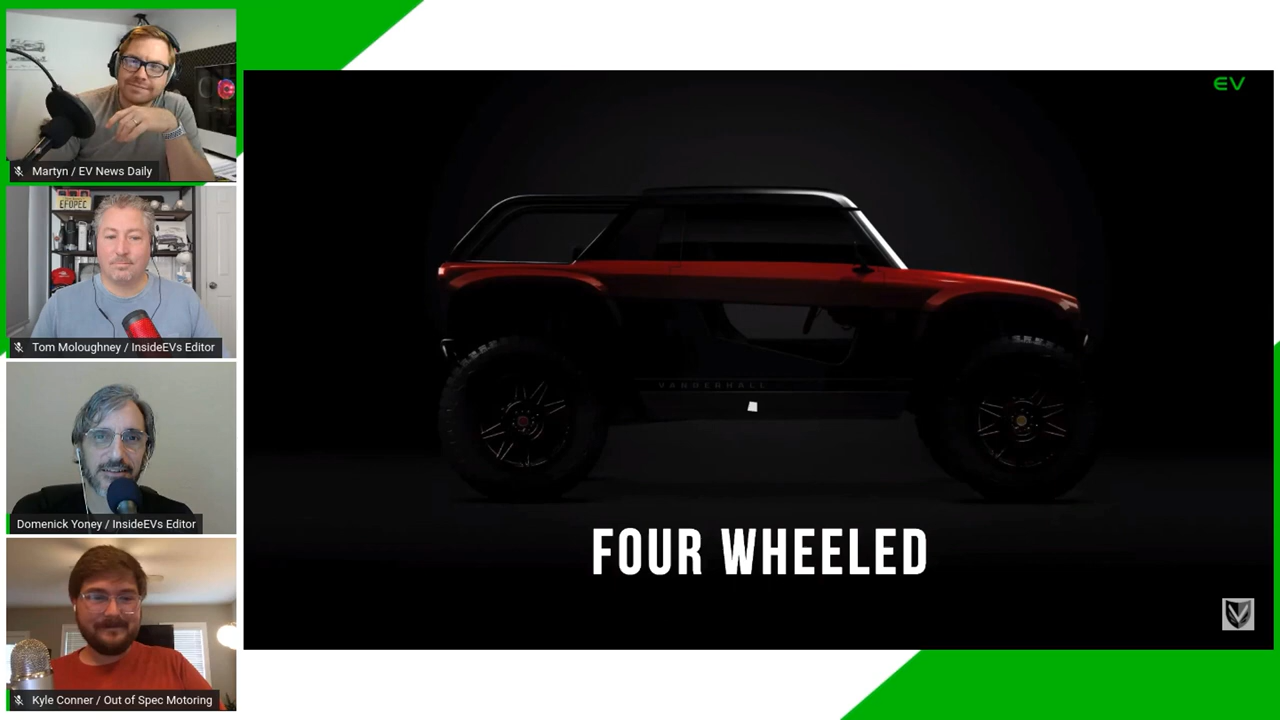 Martyn / EV News Daily
EFOPEC
Tom Moloughney / InsideEVs Editor
Domenick Yoney / InsideEVs Editor
Kyle Conner / Out of Spec Motoring
EV
VANDERHALL
FOUR WHEELED